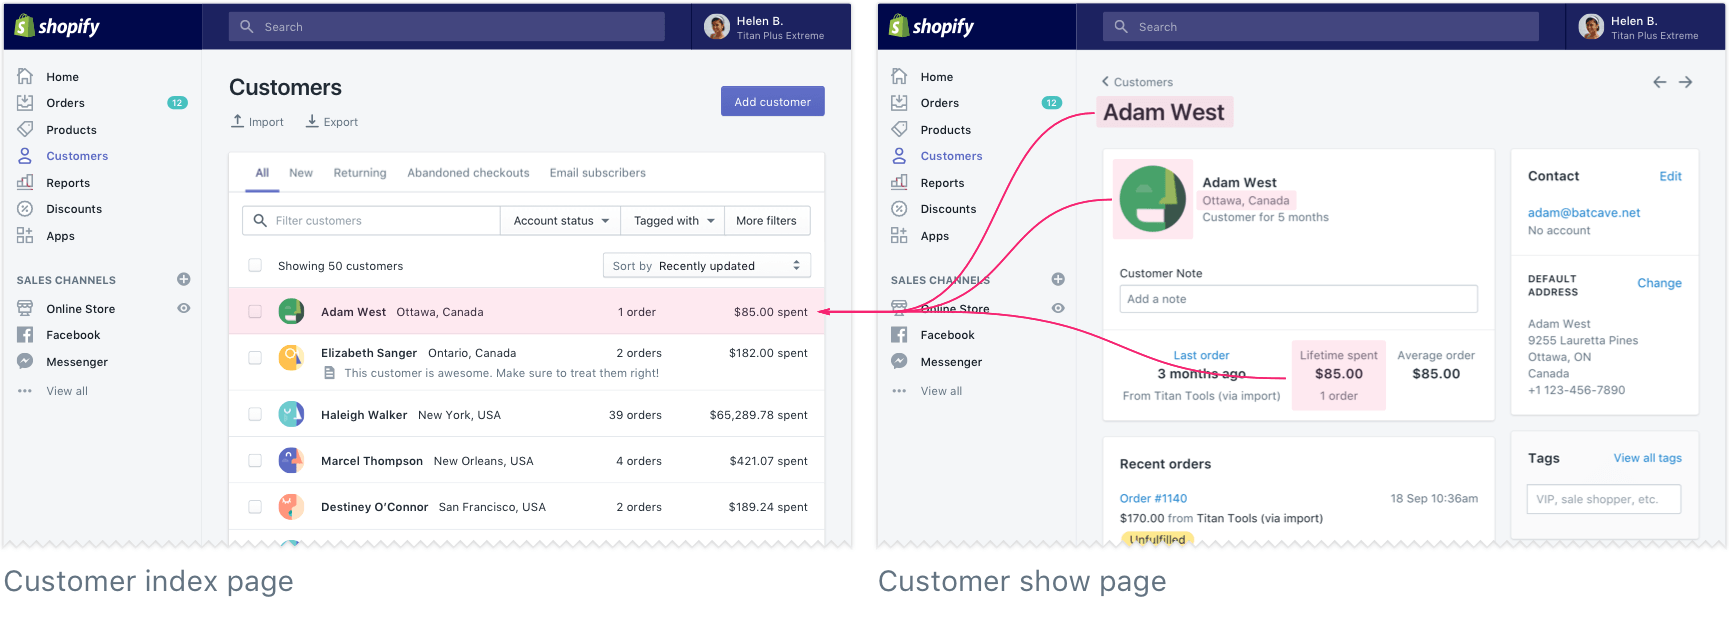 shopify
Search
Helen B.
Titan Plus Extreme
Home
Orders 12
Products
Customers
Reports
Discounts
Apps
SALES CHANNELS
Online Store
Facebook
Messenger
View all
Customers
Import Export
Add customer
All New Returning Abandoned checkouts Email subscribers
Filter customers Account status Tagged with More filters
Showing 50 customers Sort by Recently updated
Adam West Ottawa, Canada 1 order $85.00 spent
Elizabeth Sanger Ontario, Canada 2 orders $182.00 spent
This customer is awesome. Make sure to treat them right!
Haleigh Walker New York, USA 39 orders $65,289.78 spent
Marcel Thompson New Orleans, USA 4 orders $421.07 spent
Destiney O’Connor San Francisco, USA 2 orders $189.24 spent
Customer index page
shopify
Search
Helen B.
Titan Plus Extreme
Home
Orders 12
Products
Customers
Reports
Discounts
Apps
SALES CHANNELS
Online Store
Facebook
Messenger
View all
Customers
Adam West
Adam West
Ottawa, Canada
Customer for 5 months
Customer Note
Add a note
Last order
3 months ago
From Titan Tools (via import)
Lifetime spent
$85.00
1 order
Average order
$85.00
Recent orders
Order #1140 18 Sep 10:36am
$170.00 from Titan Tools (via import)
Unfulfilled
Contact Edit
adam@batcave.net
No account
DEFAULT
ADDRESS
Change
Adam West
9255 Lauretta Pines
Ottawa, ON
Canada
+1 123-456-7890
Tags View all tags
VIP, sale shopper, etc.
Customer show page